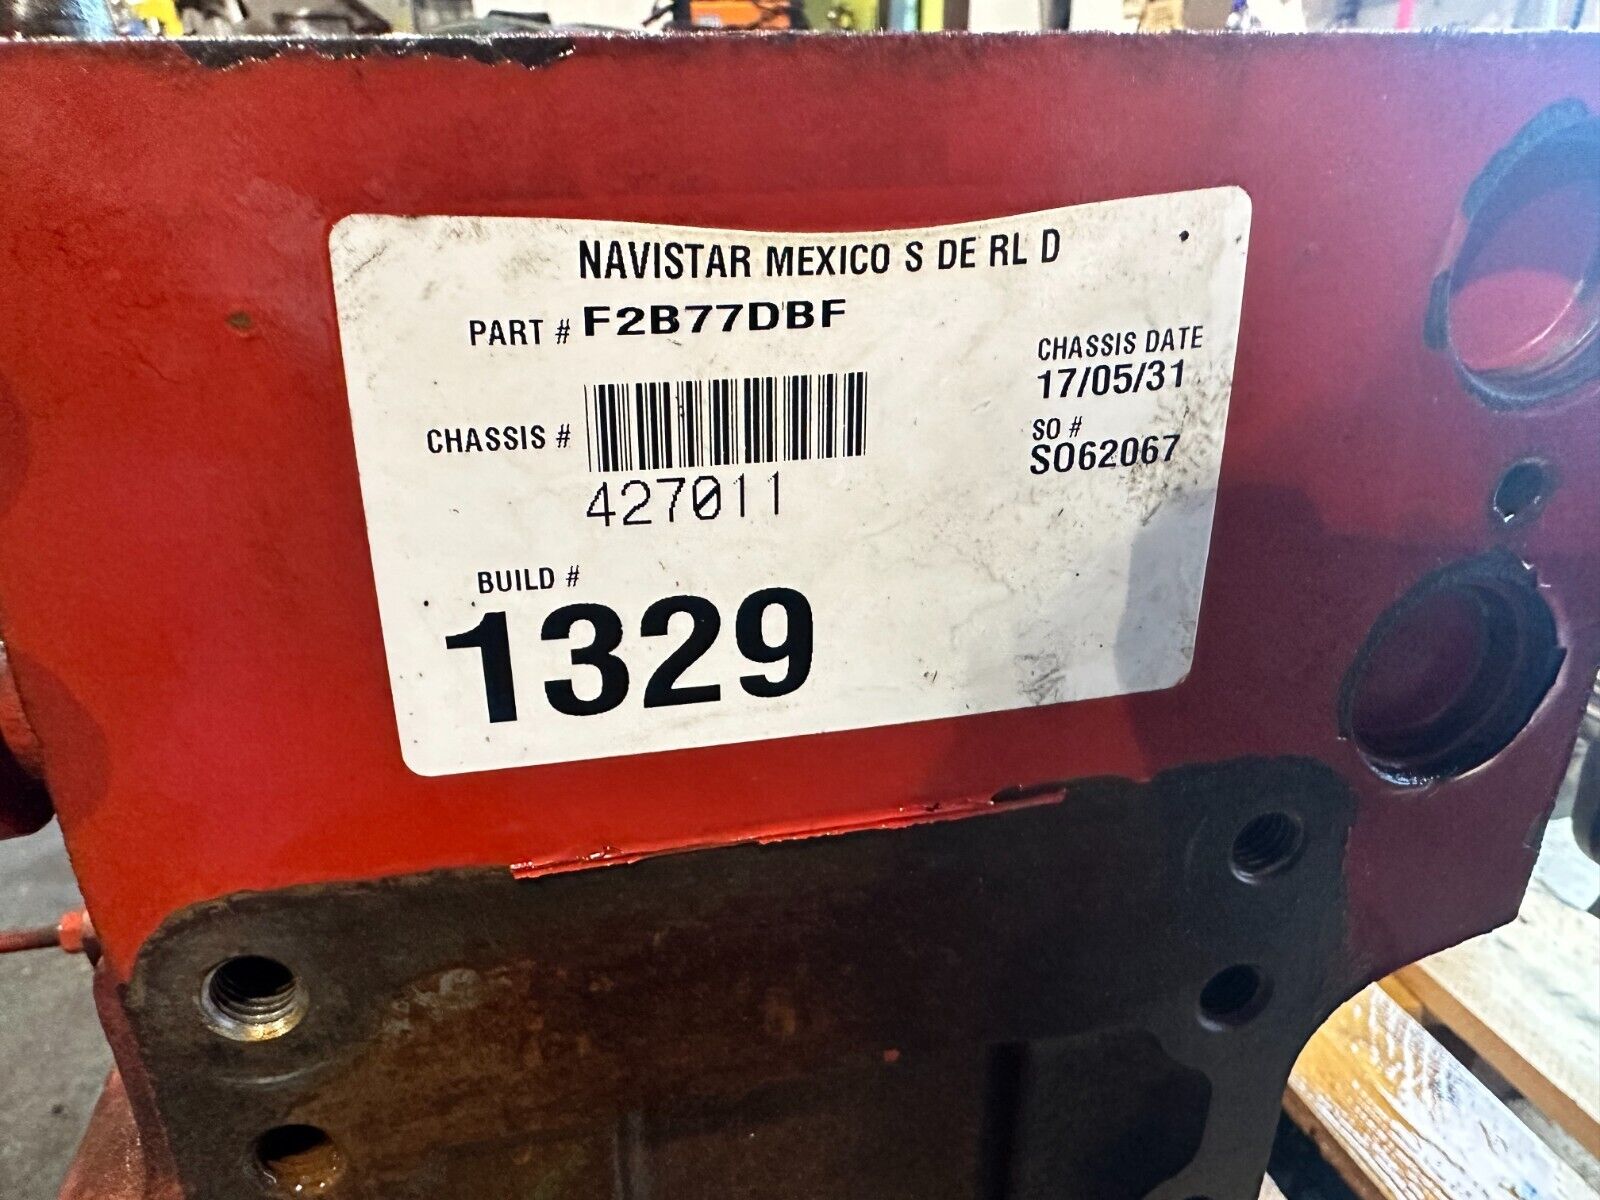 NAVISTAR MEXICO S DE RL D
PART # F2B77DBF
CHASSIS DATE
17/05/31
CHASSIS #
427011
SO #
SO62067
BUILD #
1329